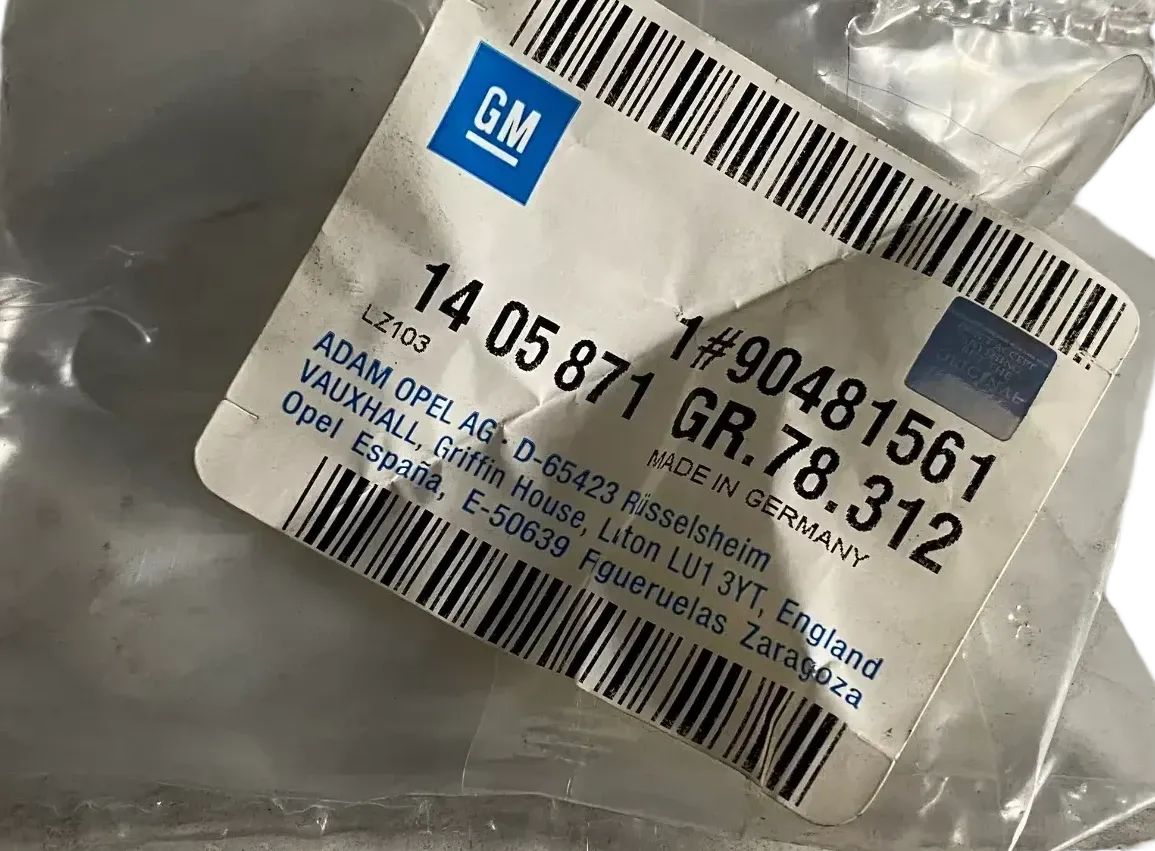 GM
1#90481561
14 05 871 GR.78.312
LZ103
MADE IN GERMANY
ADAM OPEL AG · D-65423 Rüsselsheim
VAUXHALL, Griffin House, Luton LU1 3YT, England
Opel España, E-50639 Fgueruelas Zaragoza